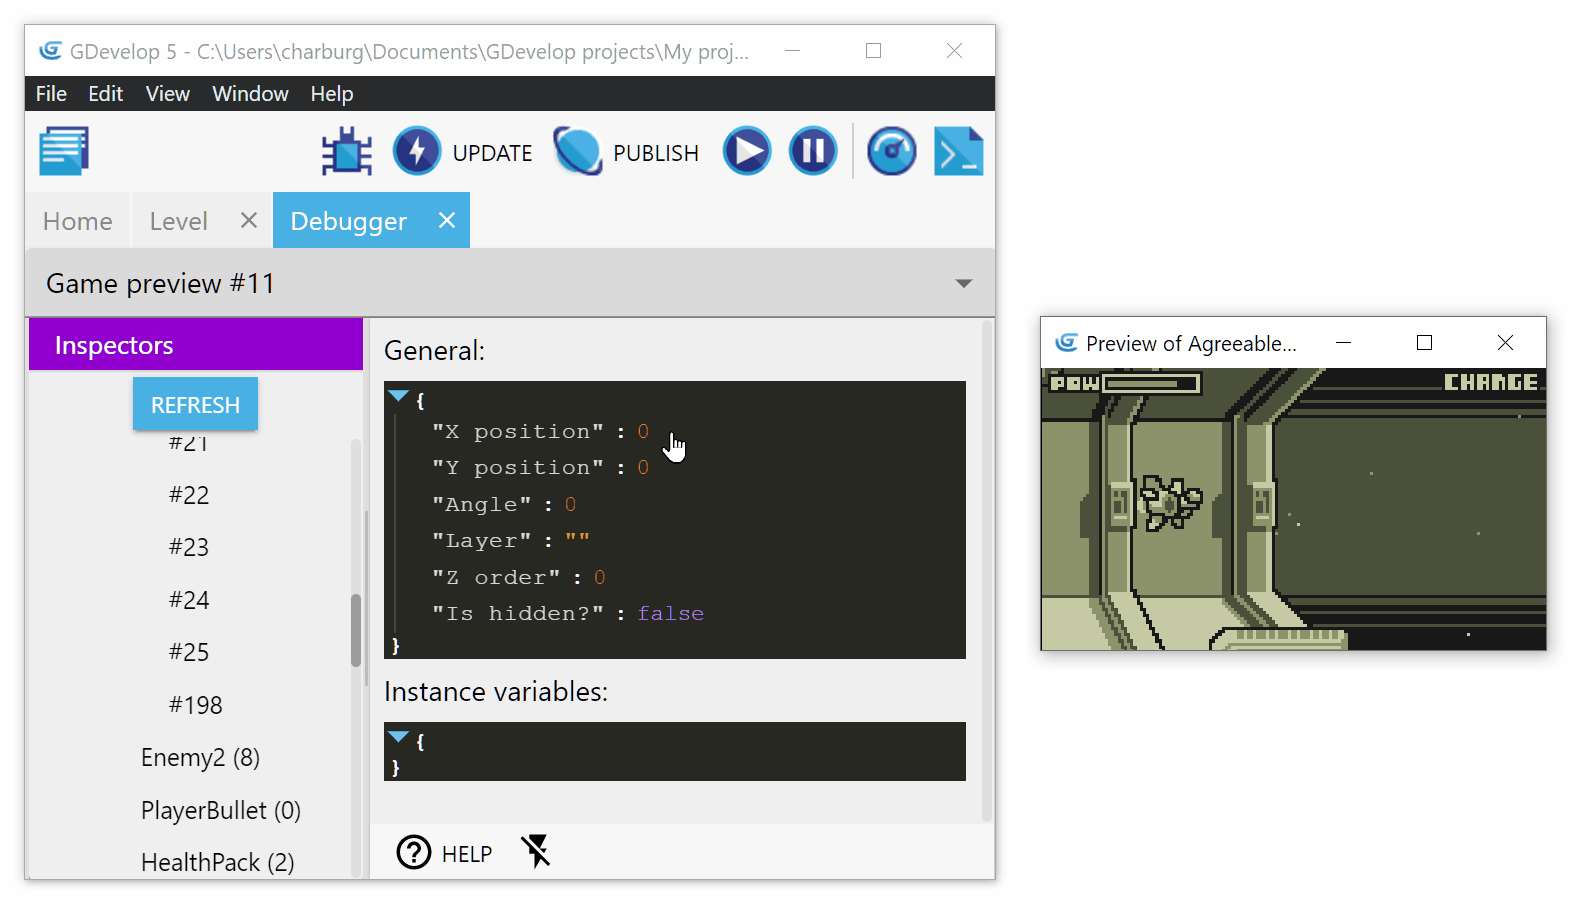 GDevelop 5 - C:\Users\charburg\Documents\GDevelop projects\My proj...
File Edit View Window Help
UPDATE PUBLISH
Home Level Debugger
Game preview #11
Inspectors
REFRESH
#21
#22
#23
#24
#25
#198
Enemy2 (8)
PlayerBullet (0)
HealthPack (2)
General:
{
"X position" : 0
"Y position" : 0
"Angle" : 0
"Layer" : ""
"Z order" : 0
"Is hidden?" : false
}
Instance variables:
{
}
HELP
Preview of Agreeable...
POW CHARGE